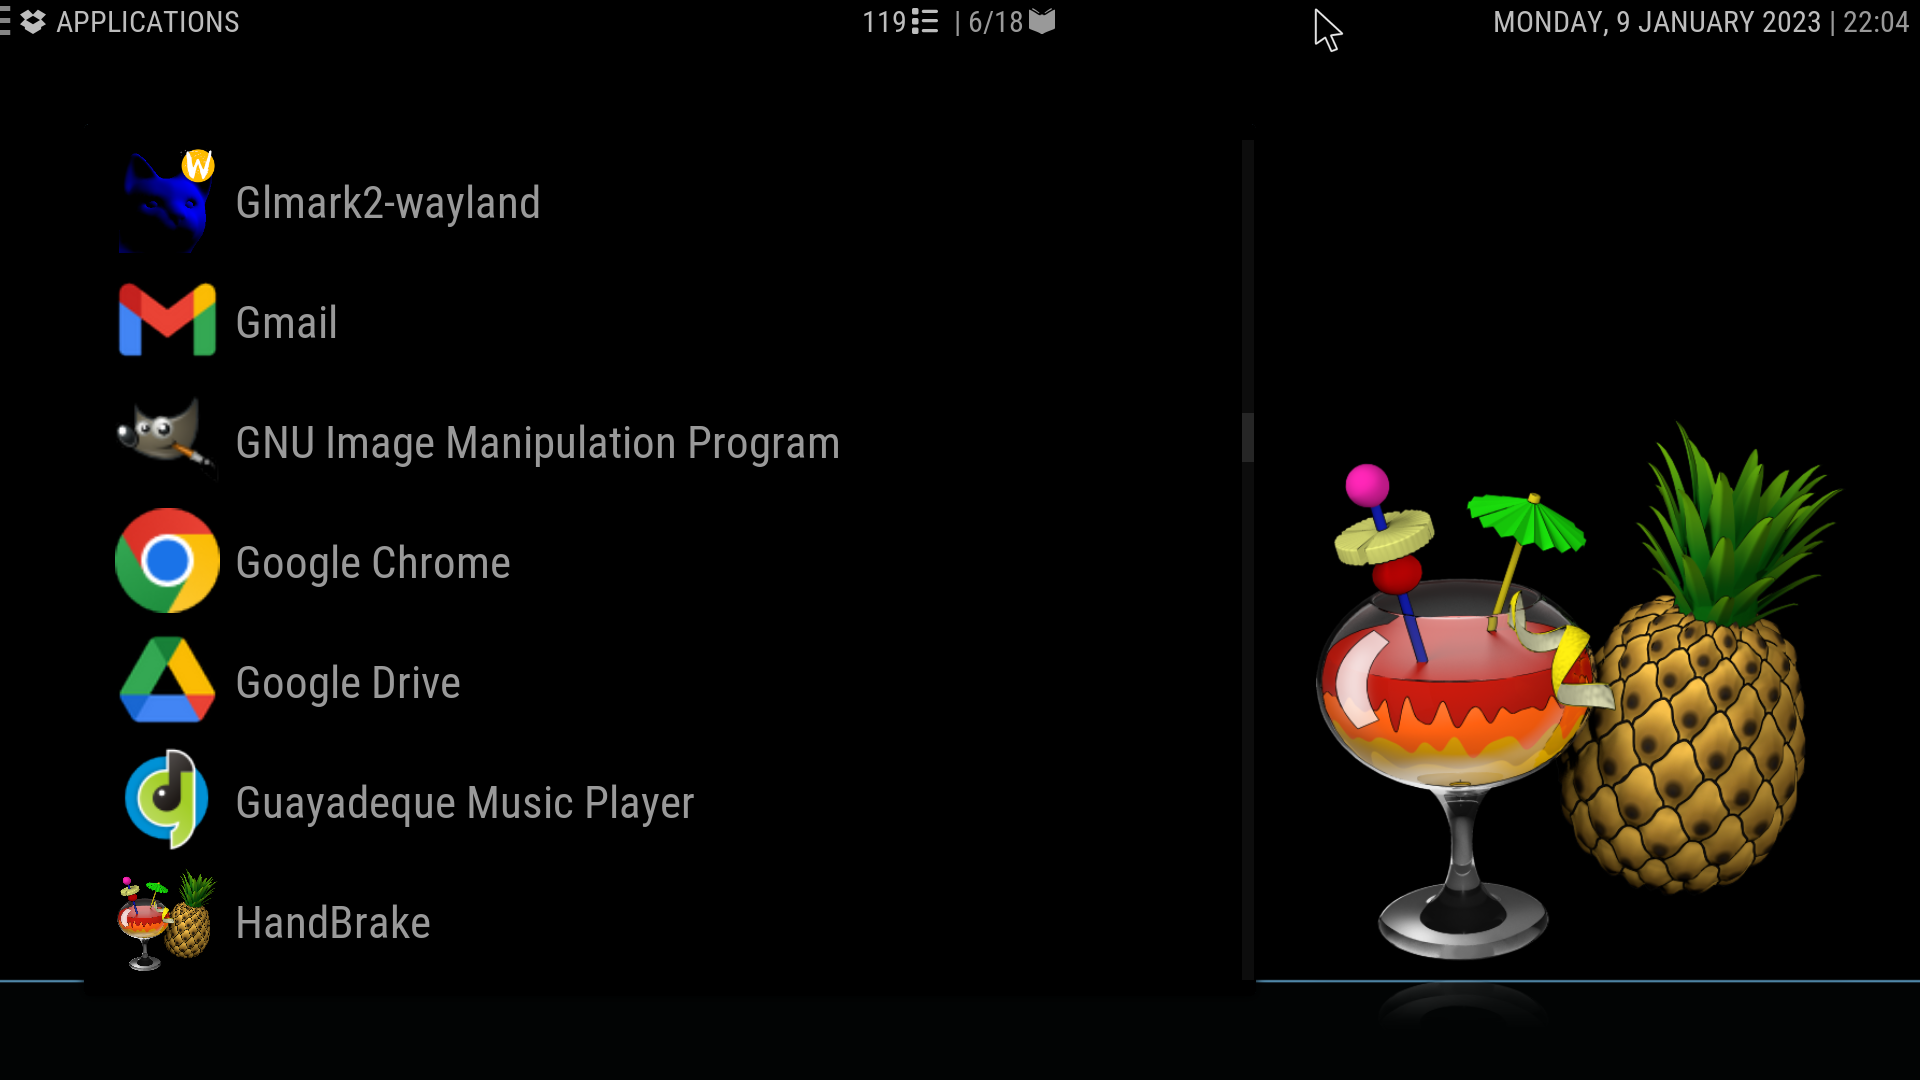 APPLICATIONS
119 | 6/18
MONDAY, 9 JANUARY 2023 | 22:04
W
Glmark2-wayland
Gmail
GNU Image Manipulation Program
Google Chrome
Google Drive
Guayadeque Music Player
HandBrake